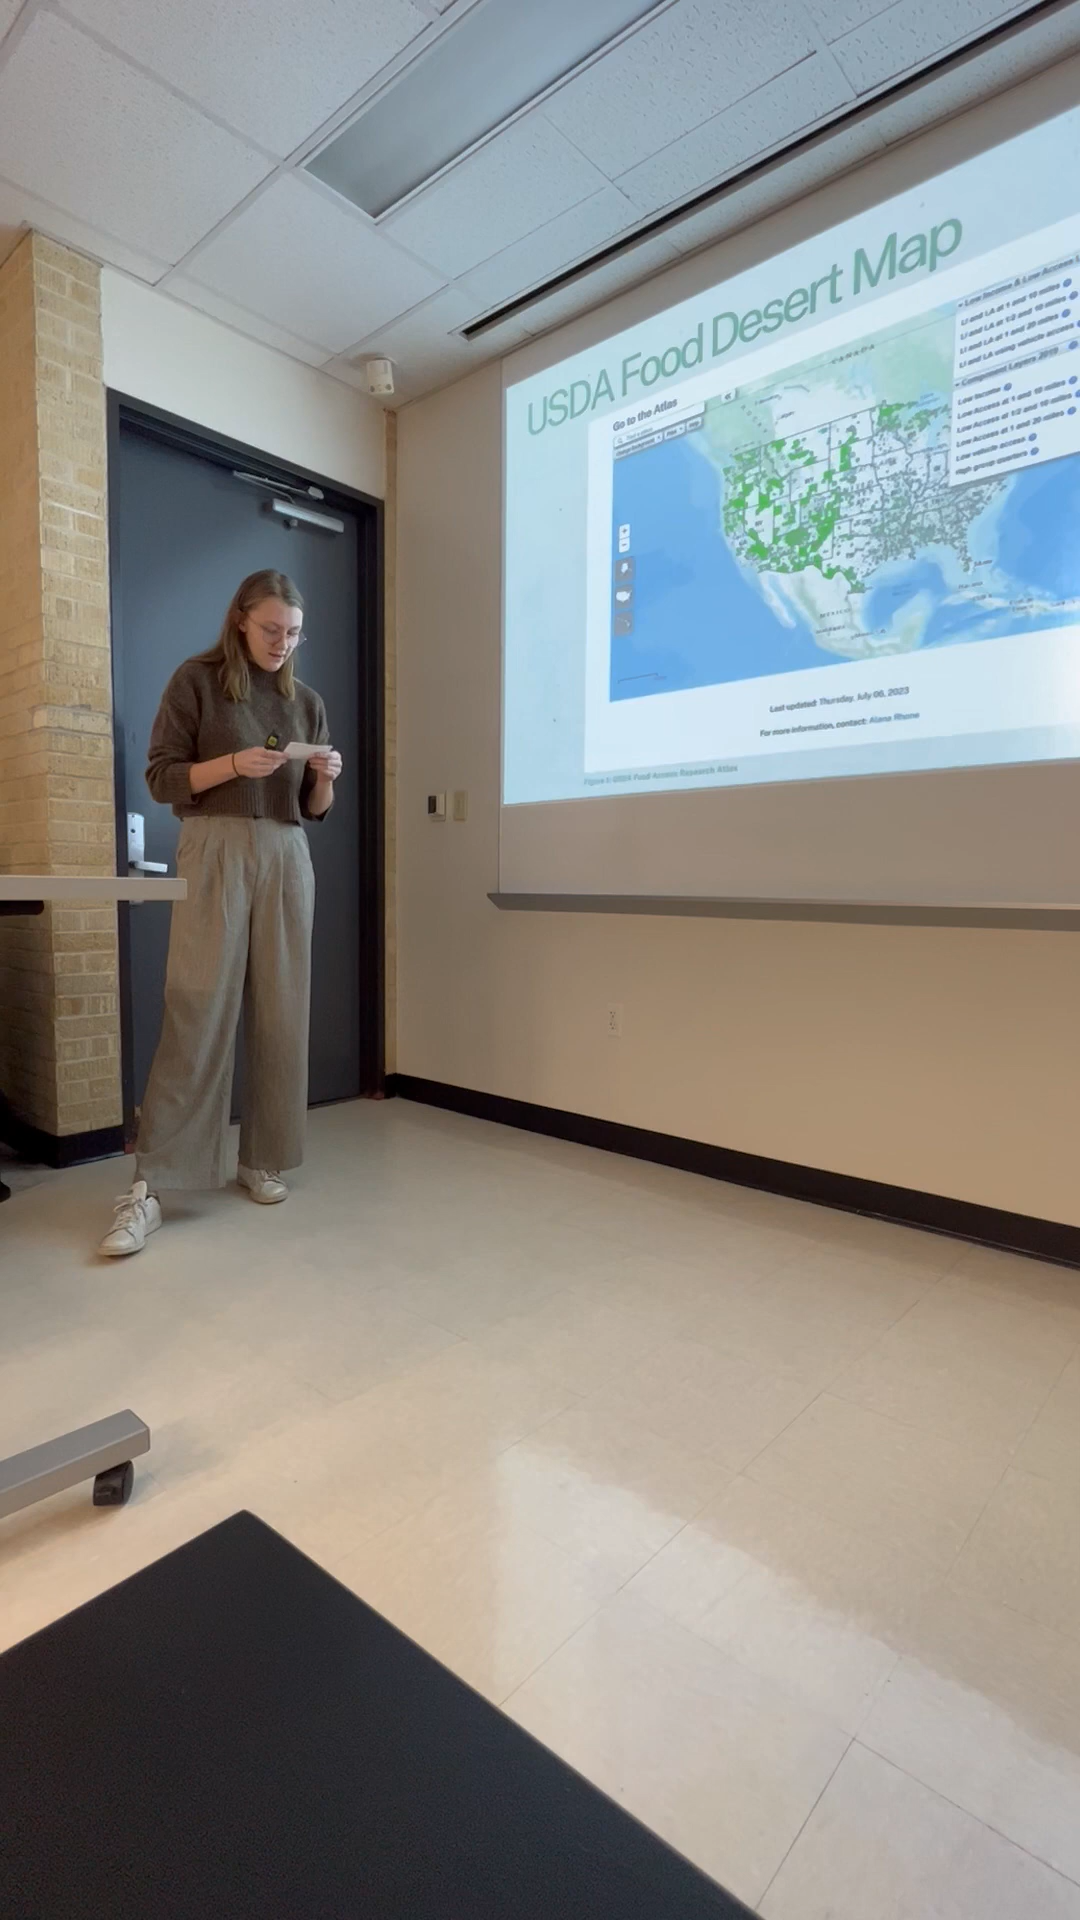 USDA Food Desert Map
Go to the Atlas
Change Background
Print
Help
CANADA
MEXICO
Low Income & Low Access L
LI and LA at 1 and 10 miles
LI and LA at 1/2 and 10 miles
LI and LA at 1 and 20 miles
LI and LA using vehicle access
Component Layers 2019
Low Income
Low Access at 1 and 10 miles
Low Access at 1/2 and 10 miles
Low Access at 1 and 20 miles
Low vehicle access
High group quarters
Last updated: Thursday, July 06, 2023
For more information, contact: Alana Rhone
Figure 1: USDA Food Access Research Atlas